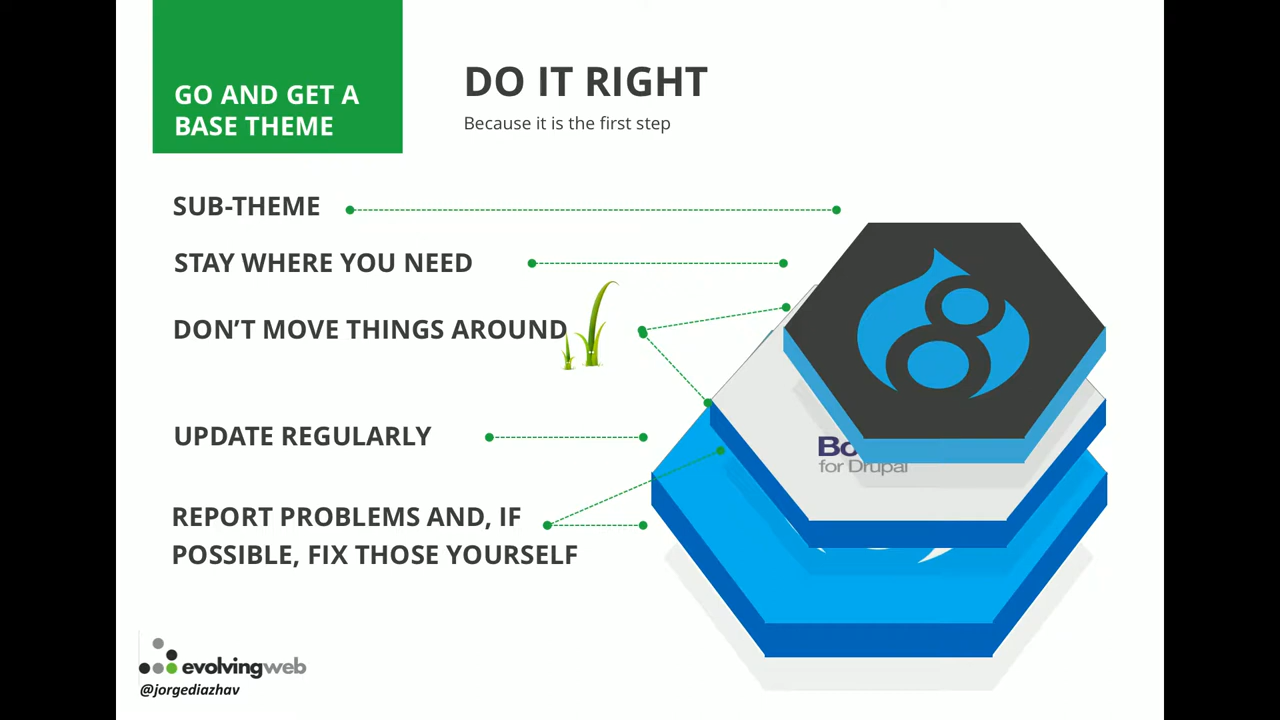 GO AND GET A
BASE THEME
DO IT RIGHT
Because it is the first step
SUB-THEME
STAY WHERE YOU NEED
DON’T MOVE THINGS AROUND
UPDATE REGULARLY
REPORT PROBLEMS AND, IF
POSSIBLE, FIX THOSE YOURSELF
8
for Drupal
evolvingweb
@jorgediazhav